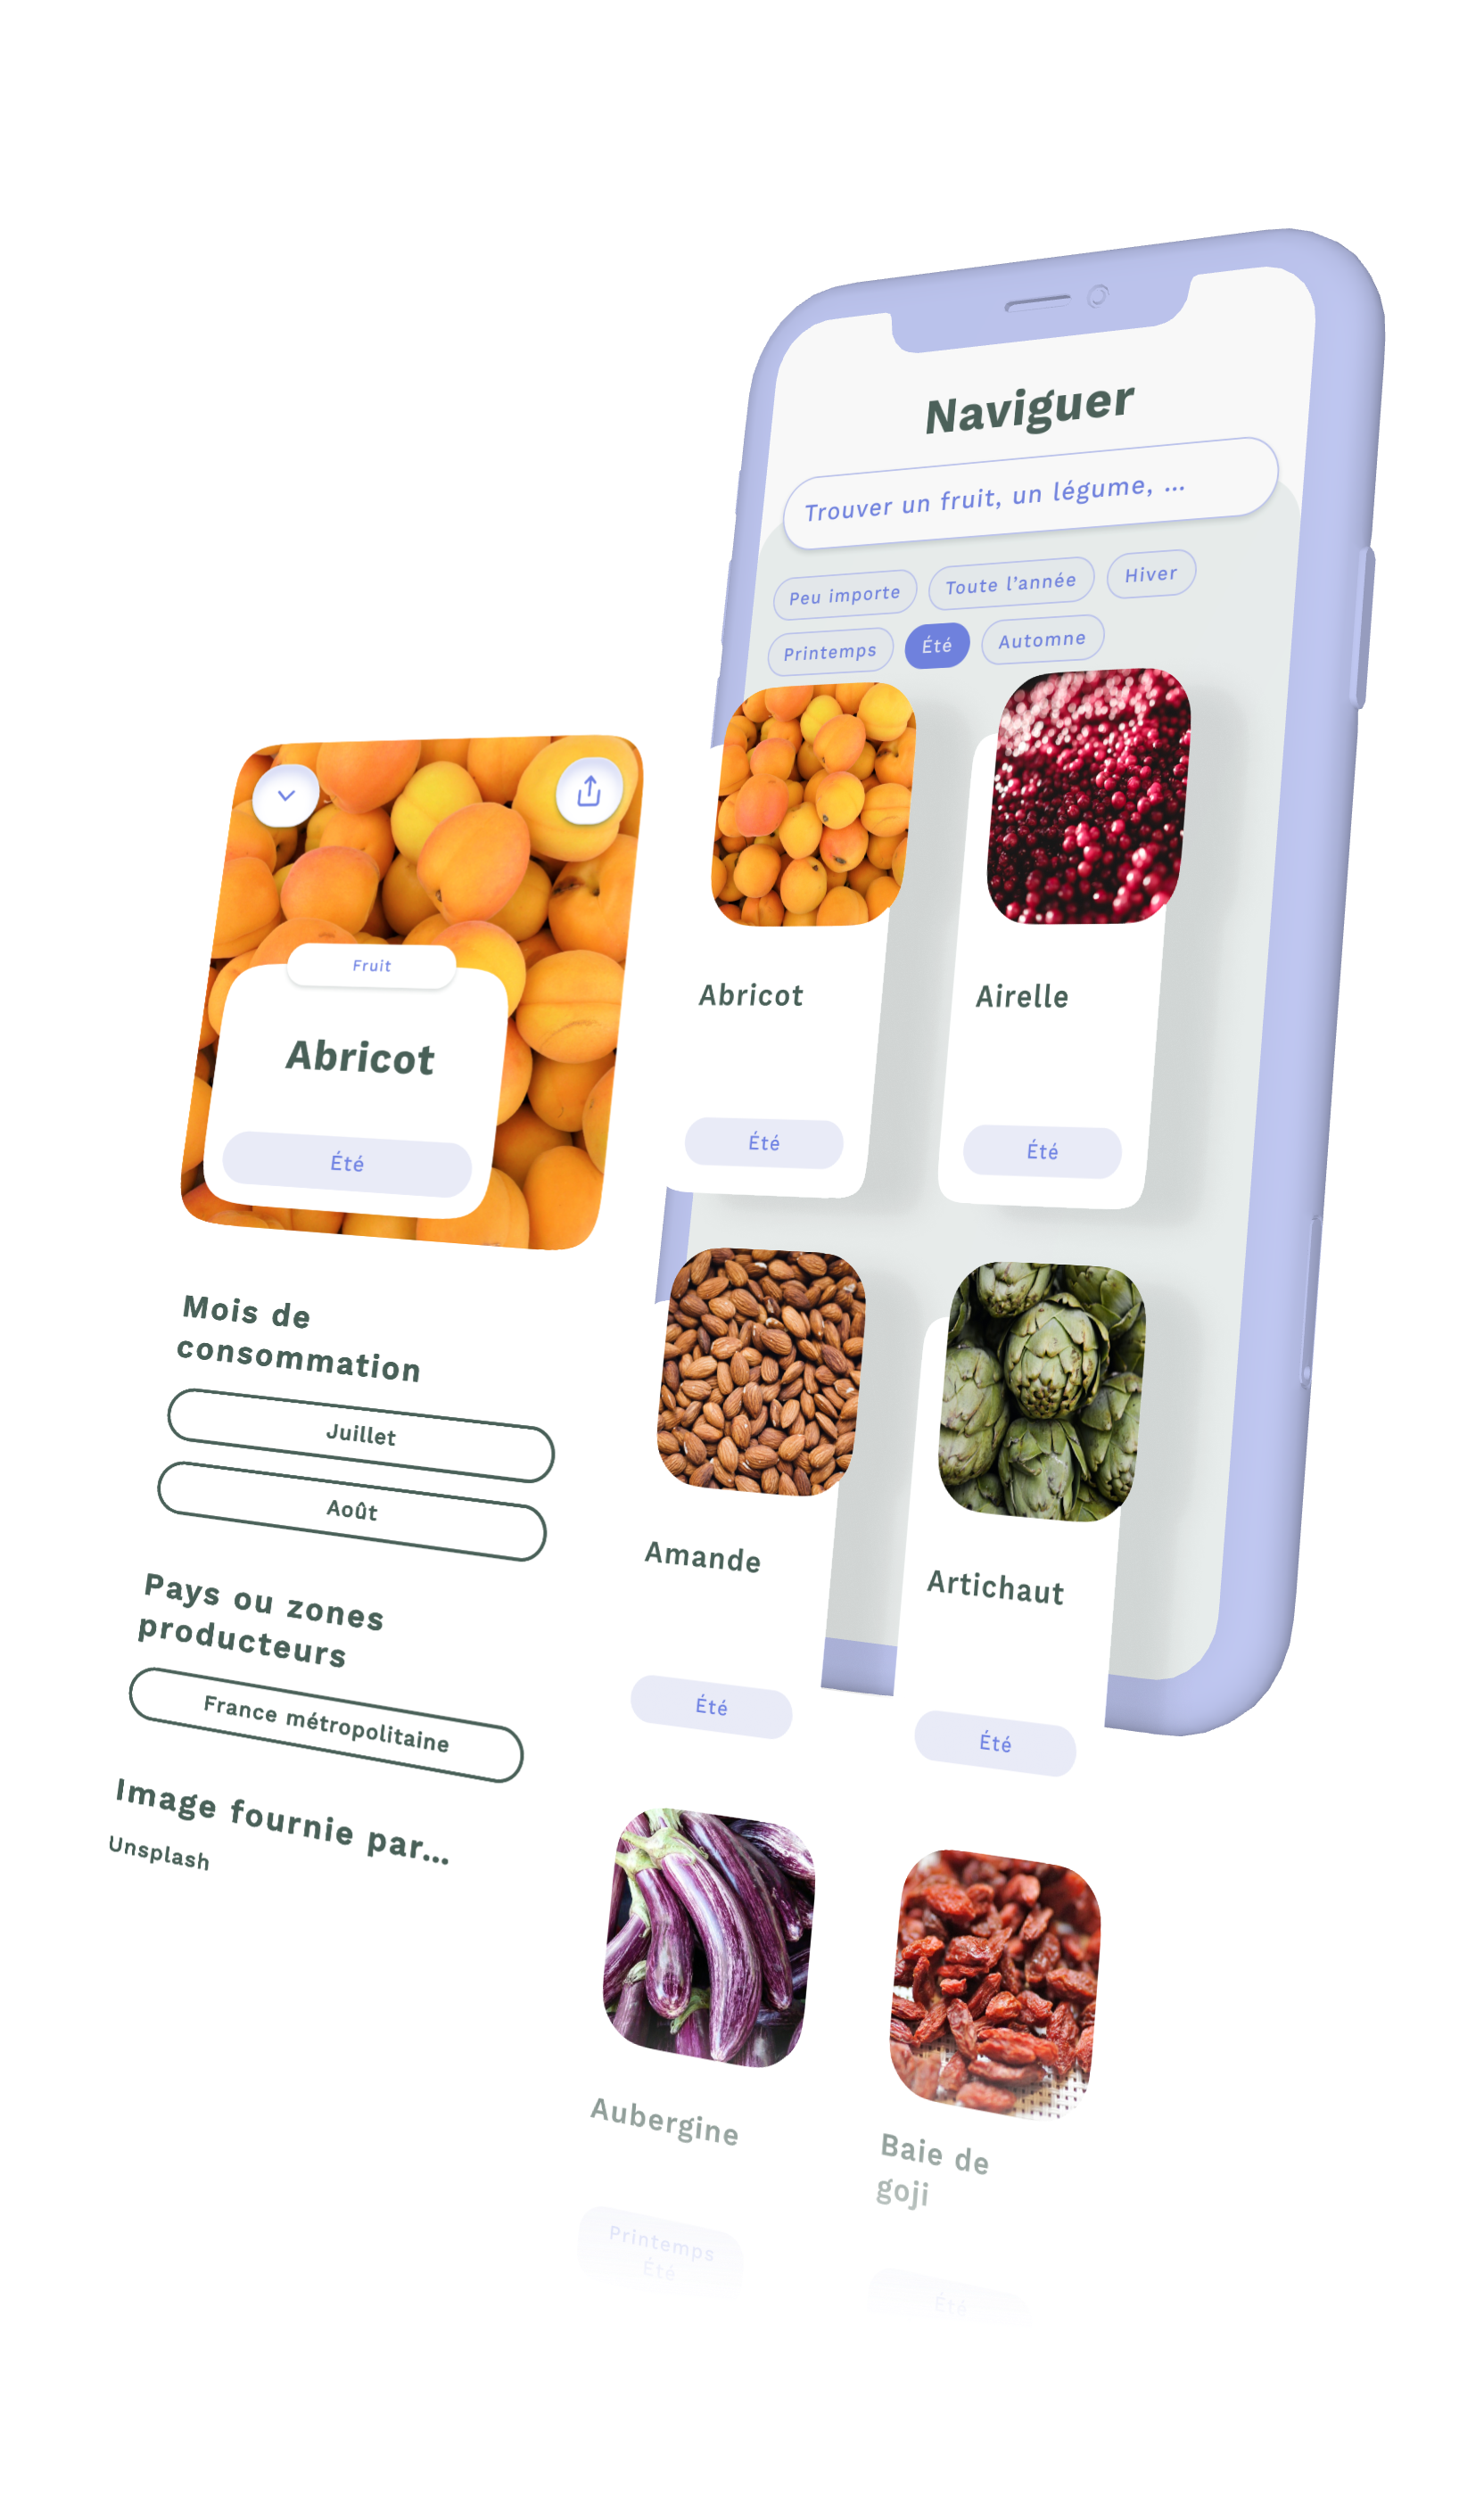 Naviguer
Trouver un fruit, un légume, ...
Peu importe
Toute l'année
Hiver
Printemps
Été
Automne
Abricot
Été
Airelle
Été
Amande
Été
Artichaut
Été
Aubergine
Printemps
Été
Baie de
goji
Été
Fruit
Abricot
Été
Mois de
consommation
Juillet
Août
Pays ou zones
producteurs
France métropolitaine
Image fournie par...
Unsplash